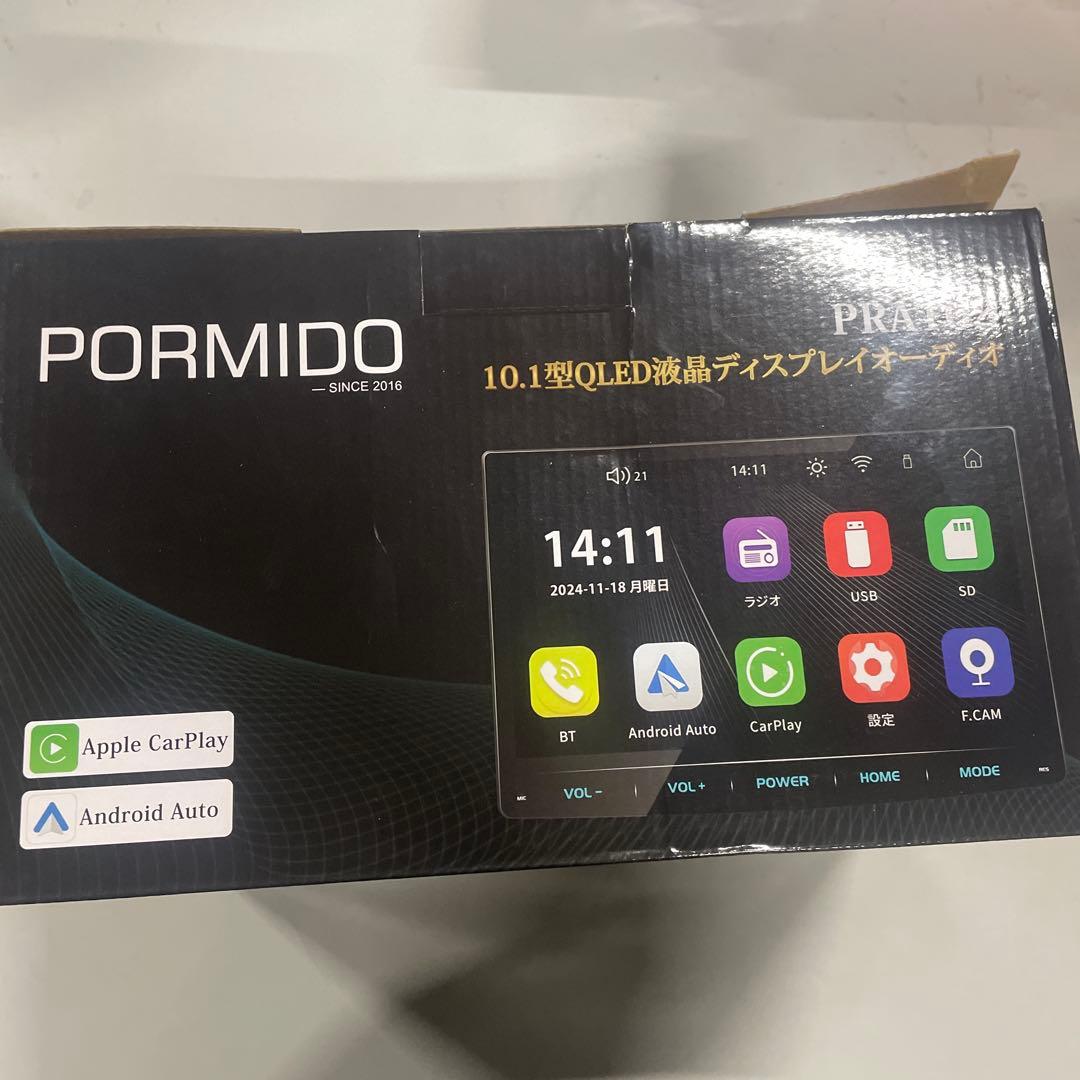 PORMIDO
— SINCE 2016
10.1型QLED液晶ディスプレイオーディオ
21
14:11
14:11
2024-11-18 月曜日
ラジオ
USB
SD
BT
Android Auto
CarPlay
設定
F.CAM
MIC
VOL -
VOL +
POWER
HOME
MODE
RES
Apple CarPlay
Android Auto